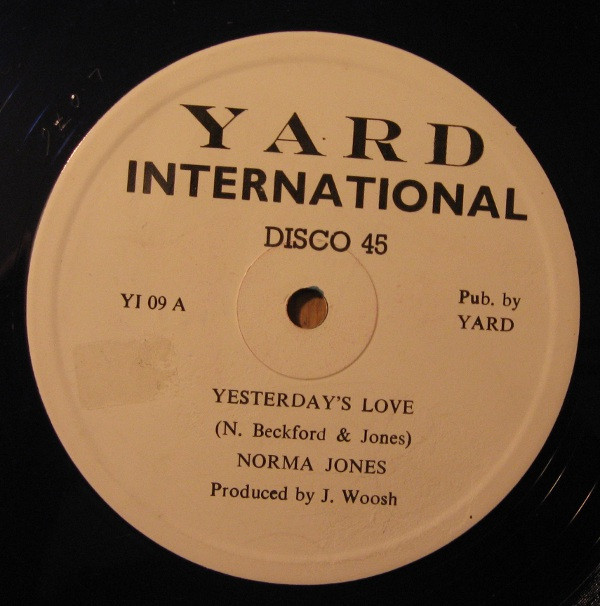 YARD
INTERNATIONAL
DISCO 45
YI 09 A
Pub. by
YARD
YESTERDAY'S LOVE
(N. Beckford & Jones)
NORMA JONES
Produced by J. Woosh